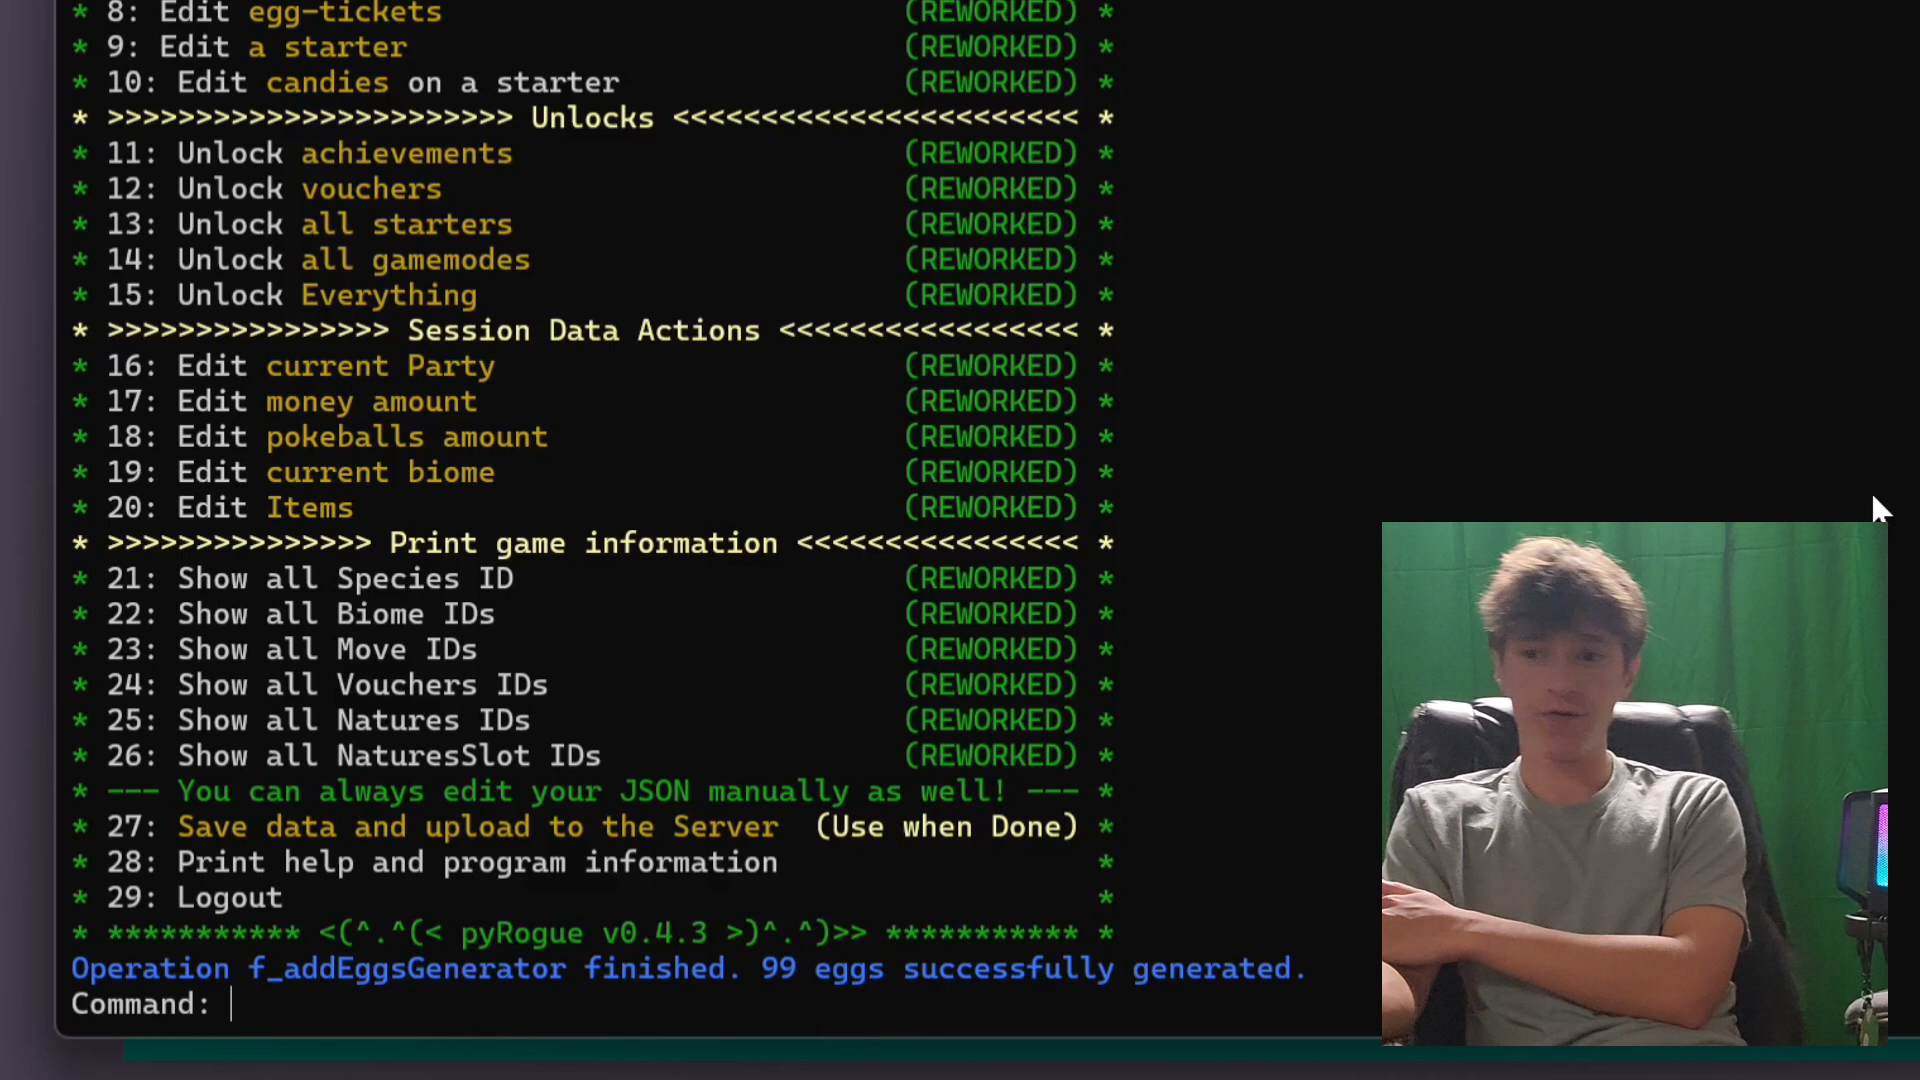 * 8: Edit egg-tickets (REWORKED) *
* 9: Edit a starter (REWORKED) *
* 10: Edit candies on a starter (REWORKED) *
* >>>>>>>>>>>>>>>>>>>>>>> Unlocks <<<<<<<<<<<<<<<<<<<<<<< *
* 11: Unlock achievements (REWORKED) *
* 12: Unlock vouchers (REWORKED) *
* 13: Unlock all starters (REWORKED) *
* 14: Unlock all gamemodes (REWORKED) *
* 15: Unlock Everything (REWORKED) *
* >>>>>>>>>>>>>>>> Session Data Actions <<<<<<<<<<<<<<<<< *
* 16: Edit current Party (REWORKED) *
* 17: Edit money amount (REWORKED) *
* 18: Edit pokeballs amount (REWORKED) *
* 19: Edit current biome (REWORKED) *
* 20: Edit Items (REWORKED) *
* >>>>>>>>>>>>>>> Print game information <<<<<<<<<<<<<<<< *
* 21: Show all Species ID (REWORKED) *
* 22: Show all Biome IDs (REWORKED) *
* 23: Show all Move IDs (REWORKED) *
* 24: Show all Vouchers IDs (REWORKED) *
* 25: Show all Natures IDs (REWORKED) *
* 26: Show all NaturesSlot IDs (REWORKED) *
* --- You can always edit your JSON manually as well! --- *
* 27: Save data and upload to the Server (Use when Done) *
* 28: Print help and program information *
* 29: Logout *
* *********** <(^.^(< pyRogue v0.4.3 >)^.^)>> *********** *
Operation f_addEggsGenerator finished. 99 eggs successfully generated.
Command: